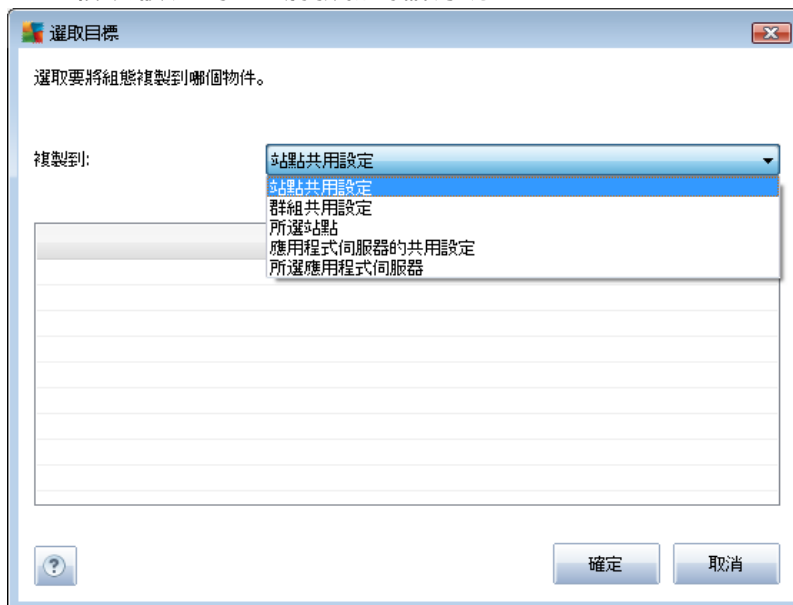 選取目標
選取要將組態複製到哪個物件。
複製到:
站點共用設定
站點共用設定
群組共用設定
所選站點
應用程式伺服器的共用設定
所選應用程式伺服器
?
確定
取消